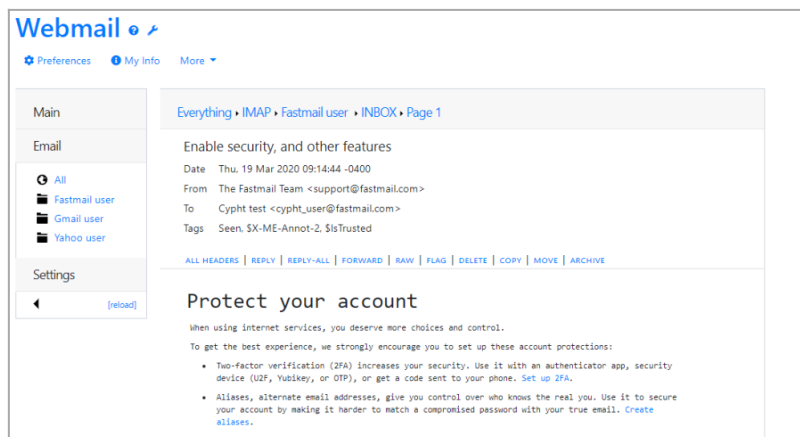 Webmail
Preferences My Info More
Main
Email
All
Fastmail user
Gmail user
Yahoo user
Settings
[reload]
Everything IMAP Fastmail user INBOX Page 1
Enable security, and other features
Date Thu, 19 Mar 2020 09:14:44 -0400
From The Fastmail Team <support@fastmail.com>
To Cypht test <cypht_user@fastmail.com>
Tags Seen, $X-ME-Annot-2, $IsTrusted
ALL HEADERS | REPLY | REPLY-ALL | FORWARD | RAW | FLAG | DELETE | COPY | MOVE | ARCHIVE
Protect your account
When using internet services, you deserve more choices and control.
To get the best experience, we strongly encourage you to set up these account protections:
• Two-factor verification (2FA) increases your security. Use it with an authenticator app, security
device (U2F, Yubikey, or OTP), or get a code sent to your phone. Set up 2FA.
• Aliases, alternate email addresses, give you control over who knows the real you. Use it to secure
your account by making it harder to match a compromised password with your true email. Create
aliases.